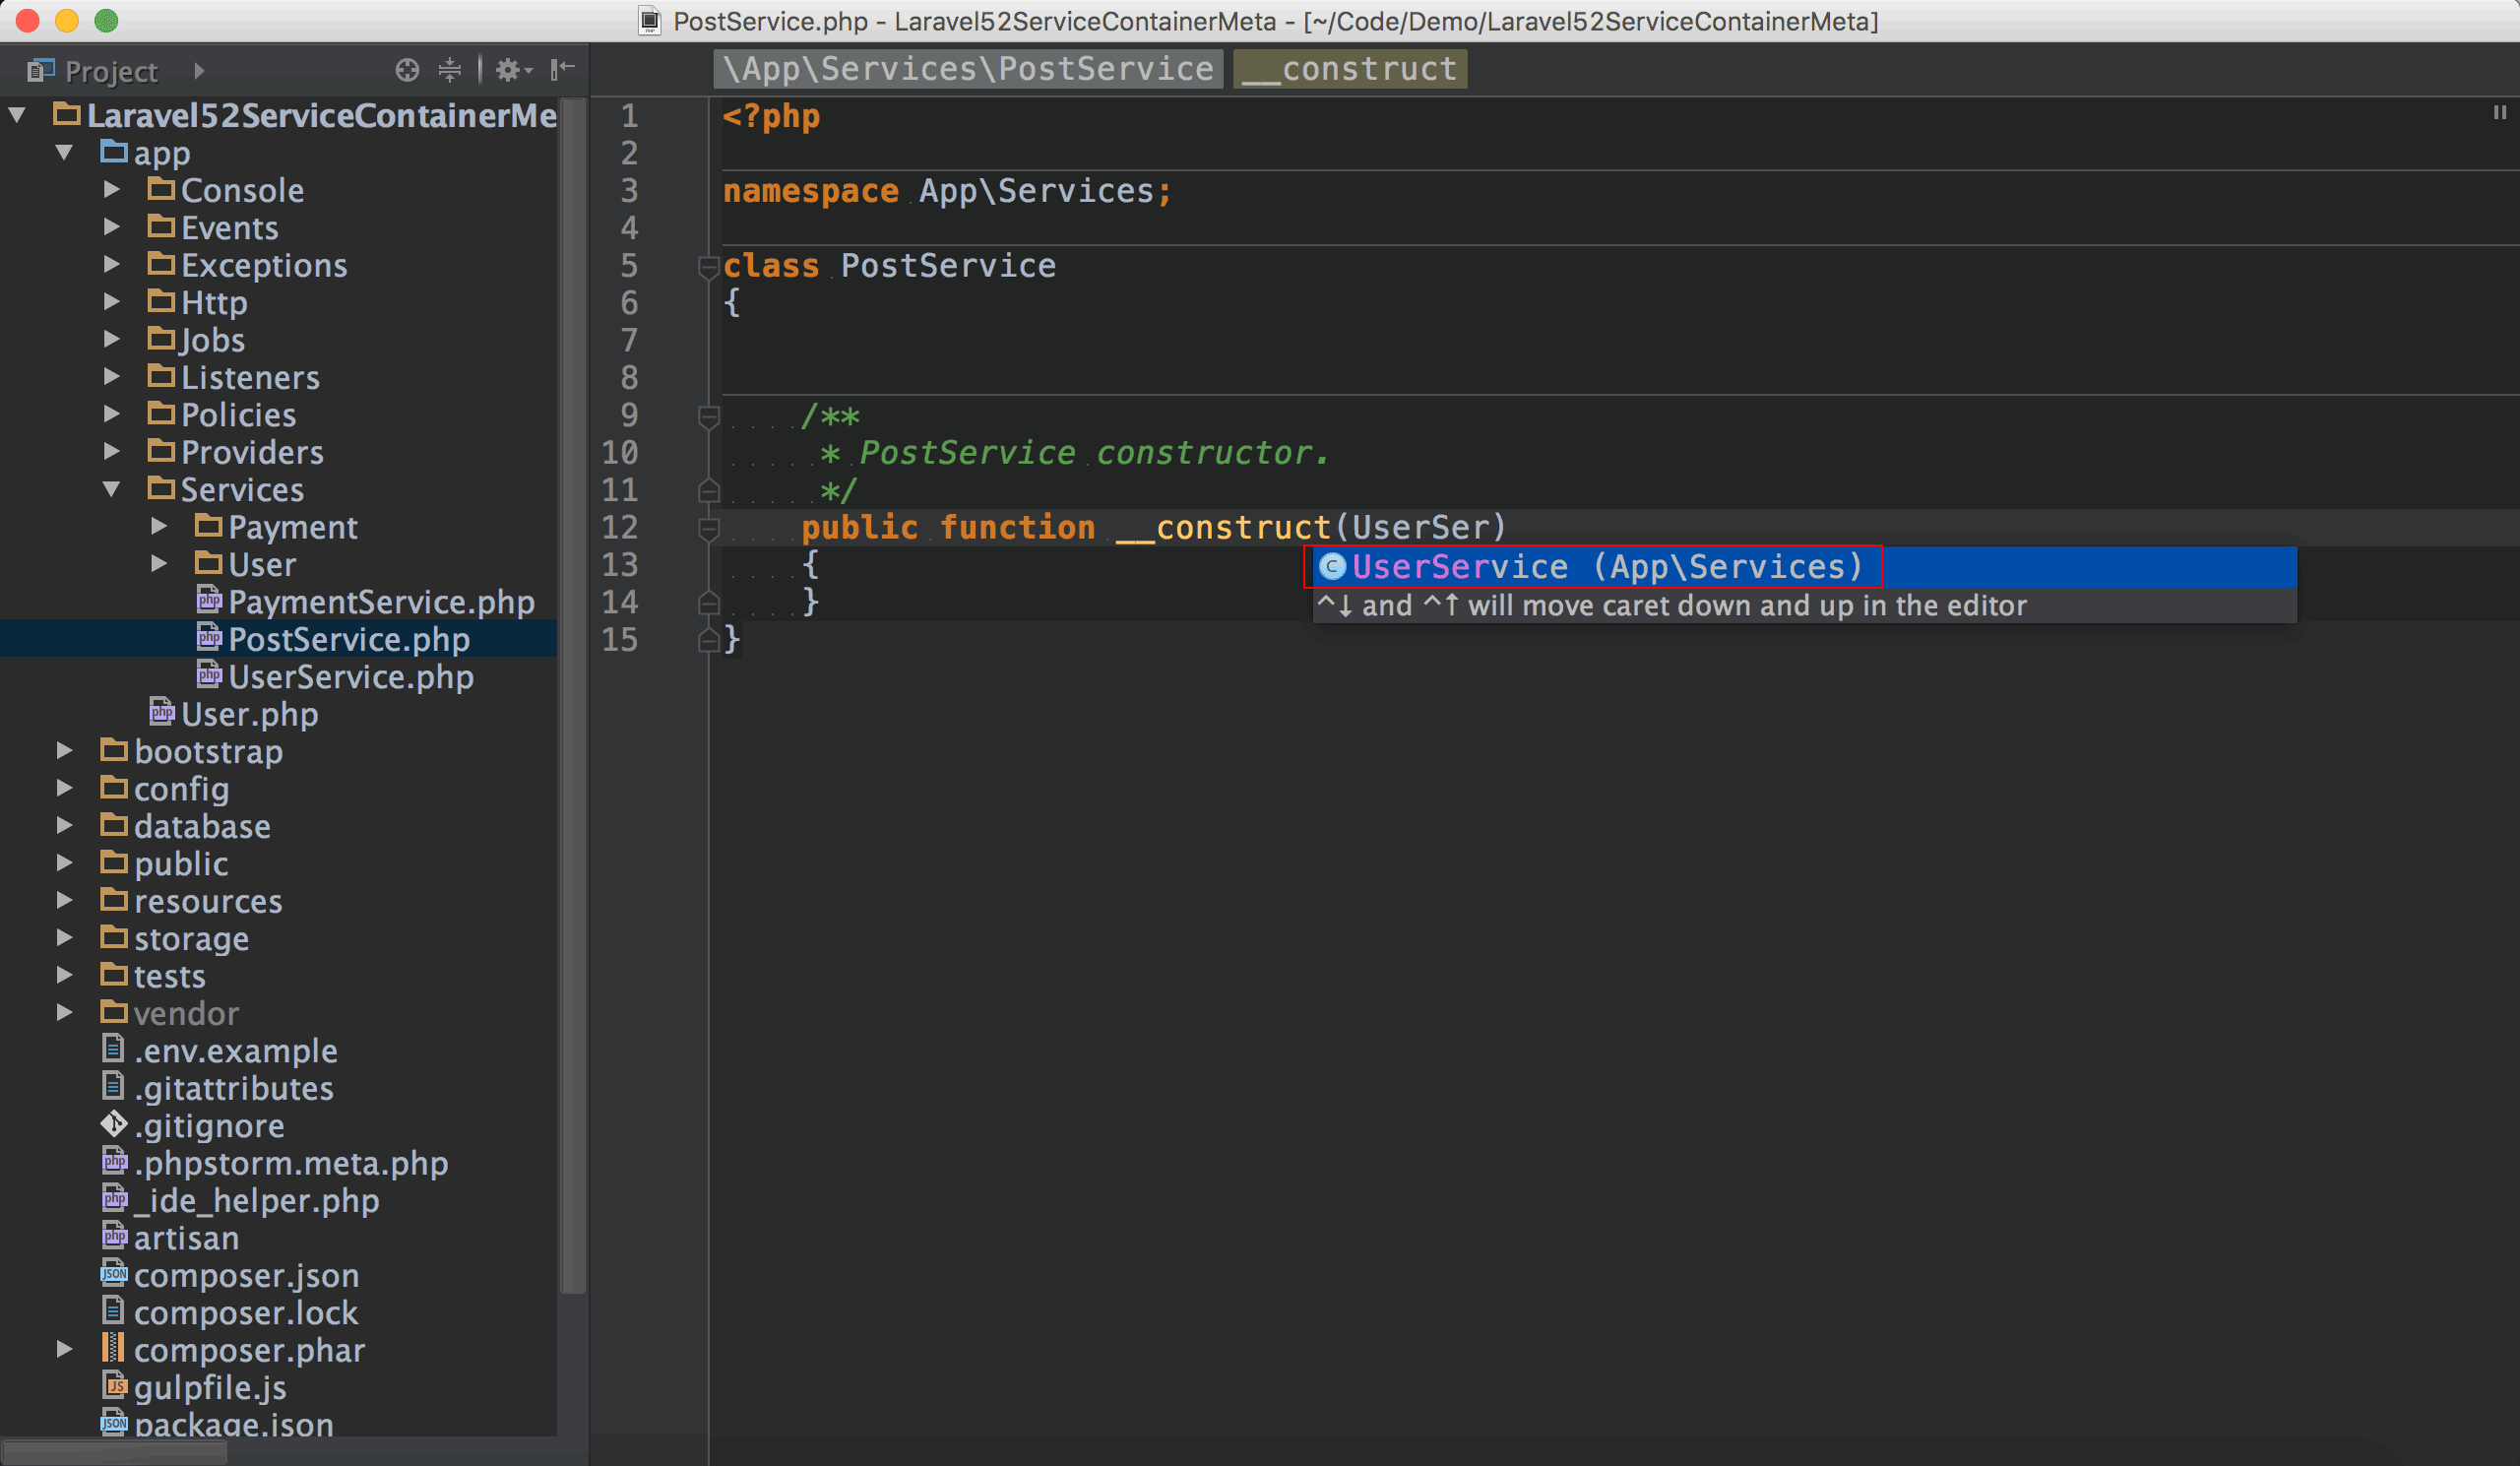 PostService.php - Laravel52ServiceContainerMeta - [~/Code/Demo/Laravel52ServiceContainerMeta]
Project
\App\Services\PostService __construct
Laravel52ServiceContainerMe
app
Console
Events
Exceptions
Http
Jobs
Listeners
Policies
Providers
Services
Payment
User
PaymentService.php
PostService.php
UserService.php
User.php
bootstrap
config
database
public
resources
storage
tests
vendor
.env.example
.gitattributes
.gitignore
.phpstorm.meta.php
_ide_helper.php
artisan
composer.json
composer.lock
composer.phar
gulpfile.js
package.json
1 <?php
2
3 namespace App\Services;
4
5 class PostService
6 {
7
8
9 /**
10 * PostService constructor.
11 */
12 public function __construct(UserSer)
13 {
14 }
15 }
UserService (App\Services)
^↓ and ^↑ will move caret down and up in the editor